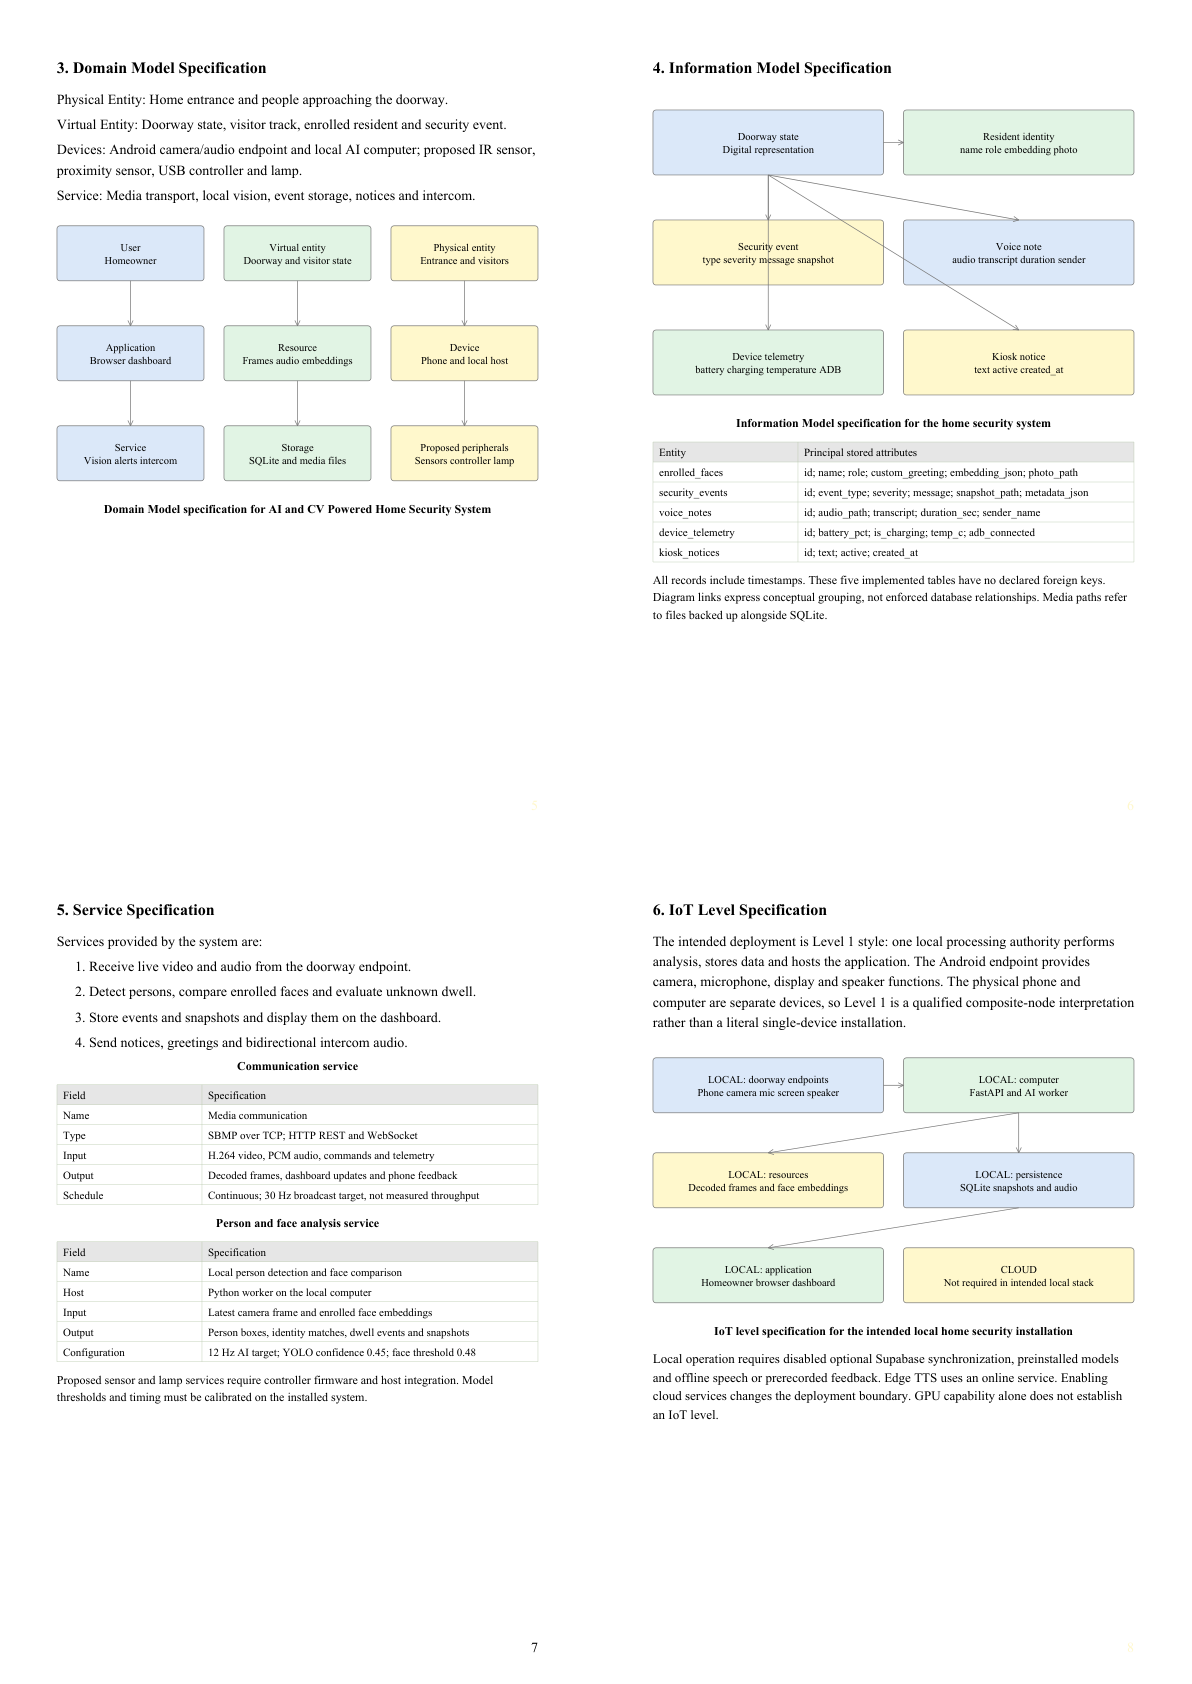 3. Domain Model Specification
Physical Entity: Home entrance and people approaching the doorway.
Virtual Entity: Doorway state, visitor track, enrolled resident and security event.
Devices: Android camera/audio endpoint and local AI computer; proposed IR sensor,
proximity sensor, USB controller and lamp.
Service: Media transport, local vision, event storage, notices and intercom.
User
Homeowner
Virtual entity
Doorway and visitor state
Physical entity
Entrance and visitors
Application
Browser dashboard
Resource
Frames audio embeddings
Device
Phone and local host
Service
Vision alerts intercom
Storage
SQLite and media files
Proposed peripherals
Sensors controller lamp
Domain Model specification for AI and CV Powered Home Security System
5
4. Information Model Specification
Doorway state
Digital representation
Resident identity
name role embedding photo
Security event
type severity message snapshot
Voice note
audio transcript duration sender
Device telemetry
battery charging temperature ADB
Kiosk notice
text active created_at
Information Model specification for the home security system
Entity Principal stored attributes
enrolled_faces id; name; role; custom_greeting; embedding_json; photo_path
security_events id; event_type; severity; message; snapshot_path; metadata_json
voice_notes id; audio_path; transcript; duration_sec; sender_name
device_telemetry id; battery_pct; is_charging; temp_c; adb_connected
kiosk_notices id; text; active; created_at
All records include timestamps. These five implemented tables have no declared foreign keys.
Diagram links express conceptual grouping, not enforced database relationships. Media paths refer
to files backed up alongside SQLite.
6
5. Service Specification
Services provided by the system are:
1. Receive live video and audio from the doorway endpoint.
2. Detect persons, compare enrolled faces and evaluate unknown dwell.
3. Store events and snapshots and display them on the dashboard.
4. Send notices, greetings and bidirectional intercom audio.
Communication service
Field Specification
Name Media communication
Type SBMP over TCP; HTTP REST and WebSocket
Input H.264 video, PCM audio, commands and telemetry
Output Decoded frames, dashboard updates and phone feedback
Schedule Continuous; 30 Hz broadcast target, not measured throughput
Person and face analysis service
Field Specification
Name Local person detection and face comparison
Host Python worker on the local computer
Input Latest camera frame and enrolled face embeddings
Output Person boxes, identity matches, dwell events and snapshots
Configuration 12 Hz AI target; YOLO confidence 0.45; face threshold 0.48
Proposed sensor and lamp services require controller firmware and host integration. Model
thresholds and timing must be calibrated on the installed system.
7
6. IoT Level Specification
The intended deployment is Level 1 style: one local processing authority performs
analysis, stores data and hosts the application. The Android endpoint provides
camera, microphone, display and speaker functions. The physical phone and
computer are separate devices, so Level 1 is a qualified composite-node interpretation
rather than a literal single-device installation.
LOCAL: doorway endpoints
Phone camera mic screen speaker
LOCAL: computer
FastAPI and AI worker
LOCAL: resources
Decoded frames and face embeddings
LOCAL: persistence
SQLite snapshots and audio
LOCAL: application
Homeowner browser dashboard
CLOUD
Not required in intended local stack
IoT level specification for the intended local home security installation
Local operation requires disabled optional Supabase synchronization, preinstalled models
and offline speech or prerecorded feedback. Edge TTS uses an online service. Enabling
cloud services changes the deployment boundary. GPU capability alone does not establish
an IoT level.
8